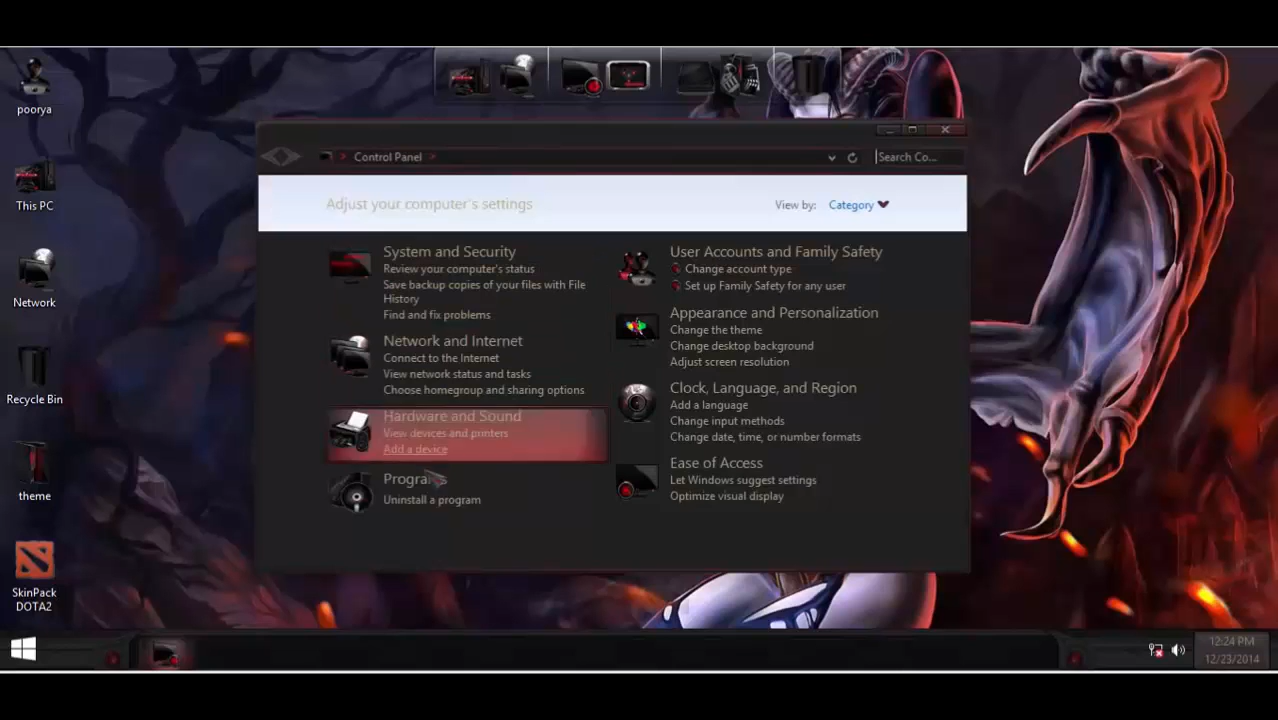 poorya
This PC
Network
Recycle Bin
theme
SkinPack
DOTA2
Control Panel
Search Co...
Adjust your computer's settings
View by:
Category
System and Security
Review your computer's status
Save backup copies of your files with File
History
Find and fix problems
Network and Internet
Connect to the Internet
View network status and tasks
Choose homegroup and sharing options
Hardware and Sound
View devices and printers
Add a device
Programs
Uninstall a program
User Accounts and Family Safety
Change account type
Set up Family Safety for any user
Appearance and Personalization
Change the theme
Change desktop background
Adjust screen resolution
Clock, Language, and Region
Add a language
Change input methods
Change date, time, or number formats
Ease of Access
Let Windows suggest settings
Optimize visual display
12:24 PM
12/23/2014